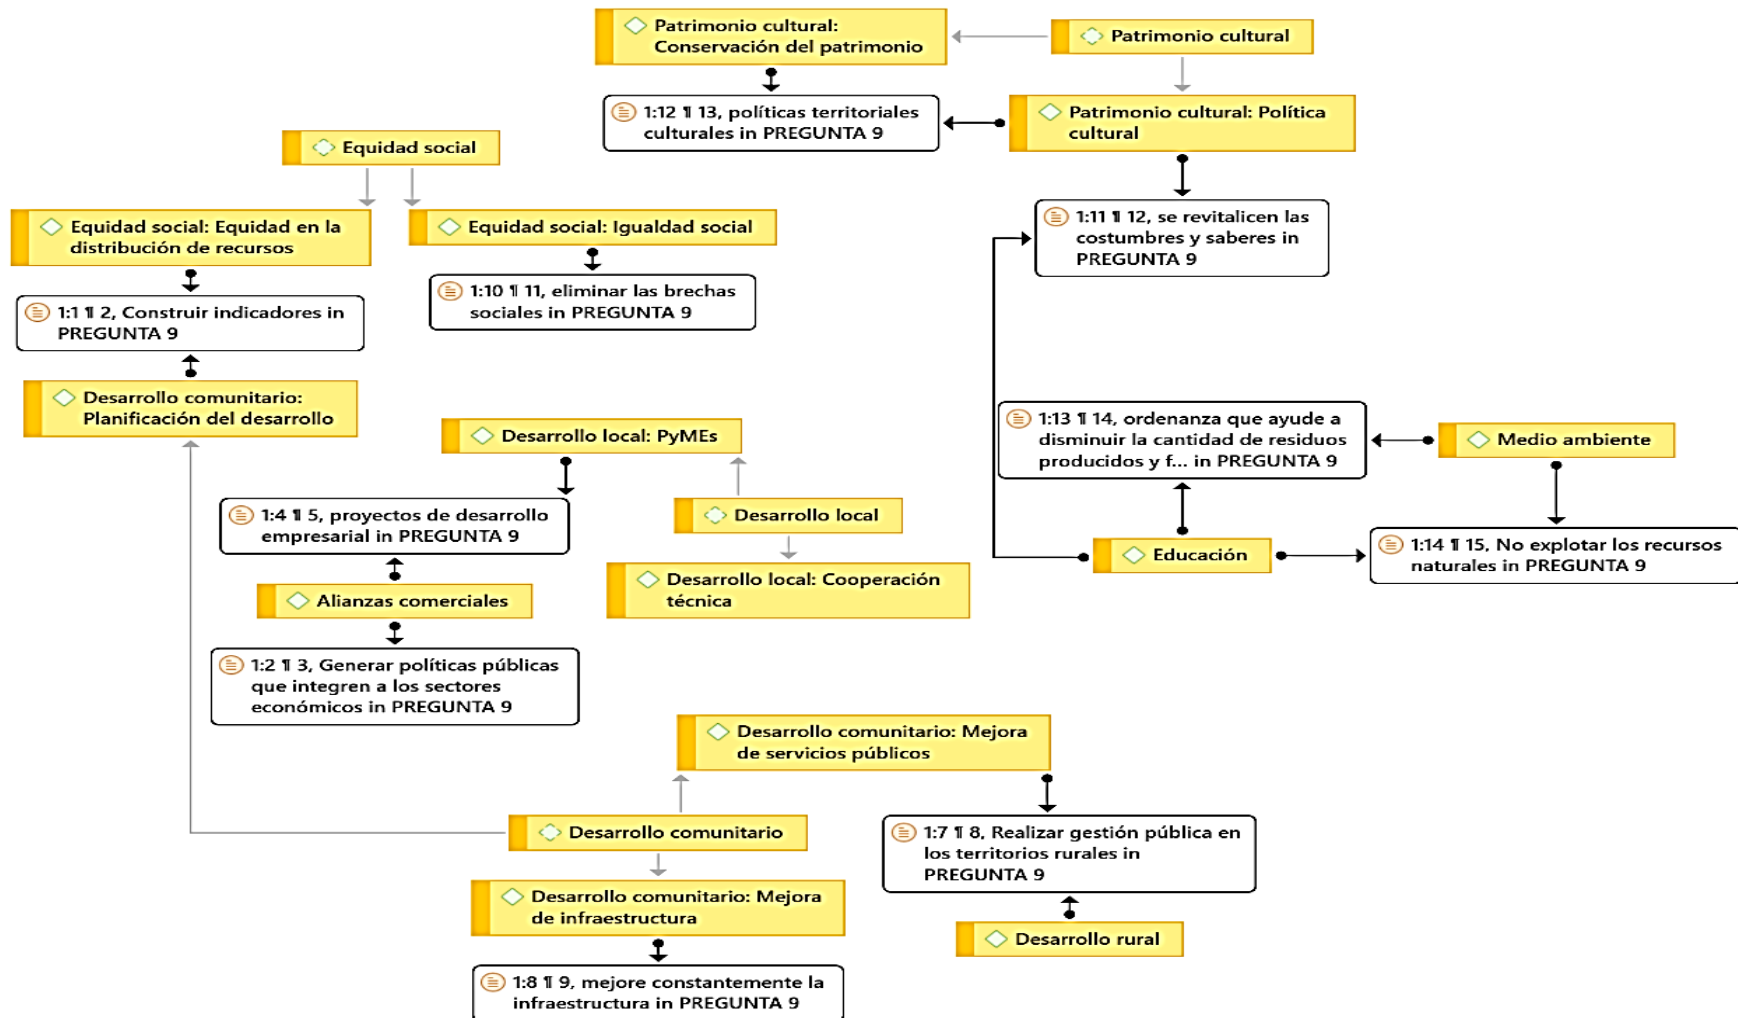 Patrimonio cultural:
Conservación del patrimonio
Patrimonio cultural
1:12 ¶ 13, políticas territoriales
culturales in PREGUNTA 9
Patrimonio cultural: Política
cultural
Equidad social
Equidad social: Equidad en la
distribución de recursos
Equidad social: Igualdad social
1:11 ¶ 12, se revitalicen las
costumbres y saberes in
PREGUNTA 9
1:1 ¶ 2, Construir indicadores in
PREGUNTA 9
1:10 ¶ 11, eliminar las brechas
sociales in PREGUNTA 9
Desarrollo comunitario:
Planificación del desarrollo
Desarrollo local: PyMEs
1:13 ¶ 14, ordenanza que ayude a
disminuir la cantidad de residuos
producidos y f... in PREGUNTA 9
Medio ambiente
1:4 ¶ 5, proyectos de desarrollo
empresarial in PREGUNTA 9
Desarrollo local
Educación
1:14 ¶ 15, No explotar los recursos
naturales in PREGUNTA 9
Desarrollo local: Cooperación
técnica
Alianzas comerciales
1:2 ¶ 3, Generar políticas públicas
que integren a los sectores
económicos in PREGUNTA 9
Desarrollo comunitario: Mejora
de servicios públicos
Desarrollo comunitario
1:7 ¶ 8, Realizar gestión pública en
los territorios rurales in
PREGUNTA 9
Desarrollo comunitario: Mejora
de infraestructura
Desarrollo rural
1:8 ¶ 9, mejore constantemente la
infraestructura in PREGUNTA 9